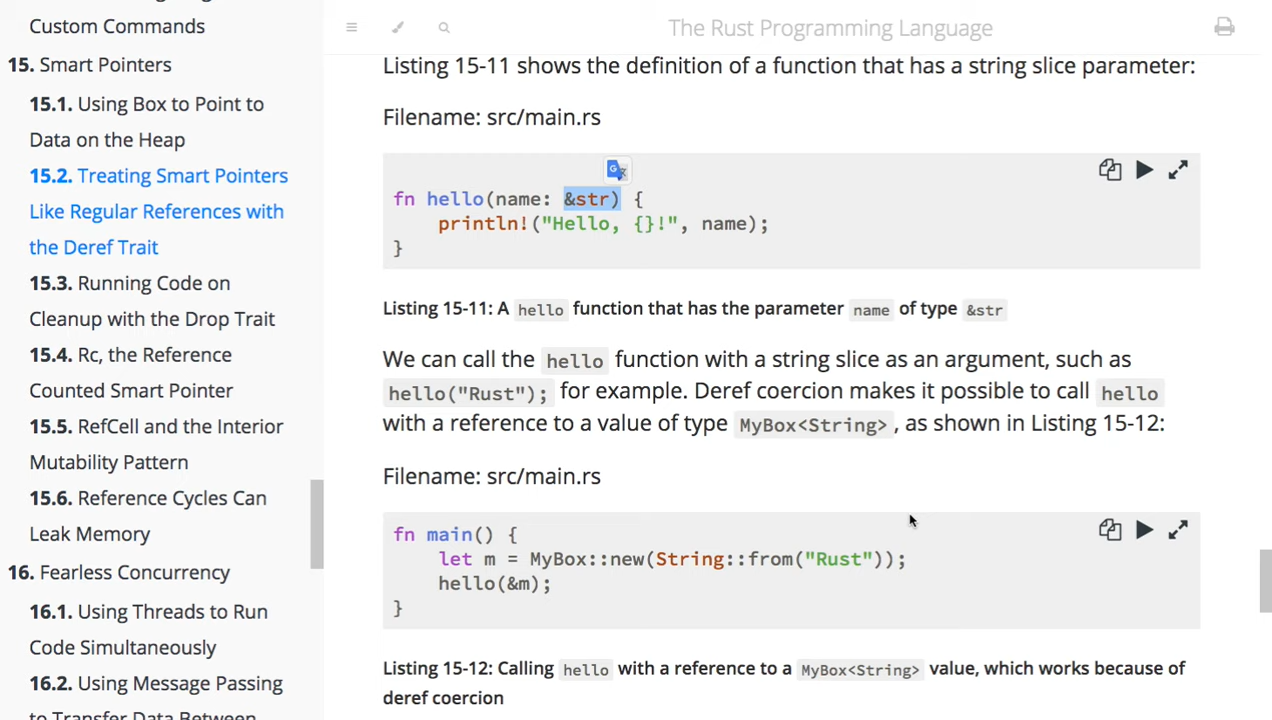 Custom Commands
15. Smart Pointers
15.1. Using Box to Point to
Data on the Heap
15.2. Treating Smart Pointers
Like Regular References with
the Deref Trait
15.3. Running Code on
Cleanup with the Drop Trait
15.4. Rc, the Reference
Counted Smart Pointer
15.5. RefCell and the Interior
Mutability Pattern
15.6. Reference Cycles Can
Leak Memory
16. Fearless Concurrency
16.1. Using Threads to Run
Code Simultaneously
16.2. Using Message Passing
to Transfer Data Between
The Rust Programming Language
Listing 15-11 shows the definition of a function that has a string slice parameter:
Filename: src/main.rs
fn hello(name: &str) {
    println!("Hello, {}!", name);
}
Listing 15-11: A hello function that has the parameter name of type &str
We can call the hello function with a string slice as an argument, such as
hello("Rust"); for example. Deref coercion makes it possible to call hello
with a reference to a value of type MyBox<String>, as shown in Listing 15-12:
Filename: src/main.rs
fn main() {
    let m = MyBox::new(String::from("Rust"));
    hello(&m);
}
Listing 15-12: Calling hello with a reference to a MyBox<String> value, which works because of
deref coercion